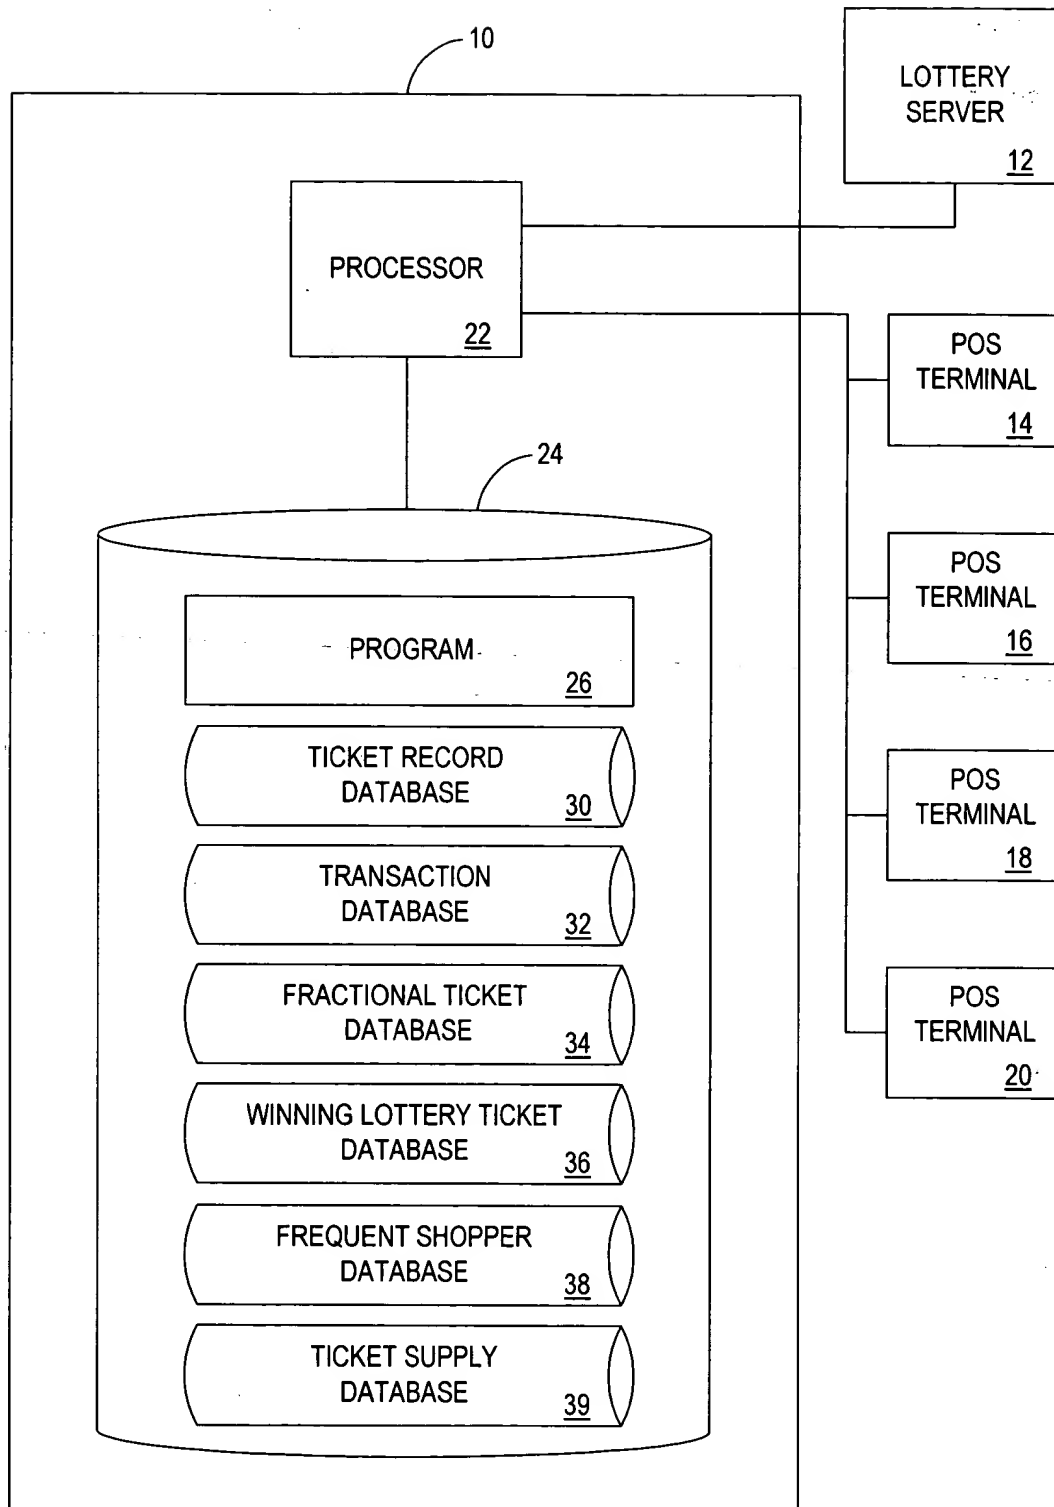 10
LOTTERY
SERVER
12
PROCESSOR
22
POS
TERMINAL
14
24
POS
TERMINAL
16
PROGRAM
26
TICKET RECORD
DATABASE
30
POS
TERMINAL
18
TRANSACTION
DATABASE
32
FRACTIONAL TICKET
DATABASE
34
POS
TERMINAL
20
WINNING LOTTERY TICKET
DATABASE
36
FREQUENT SHOPPER
DATABASE
38
TICKET SUPPLY
DATABASE
39